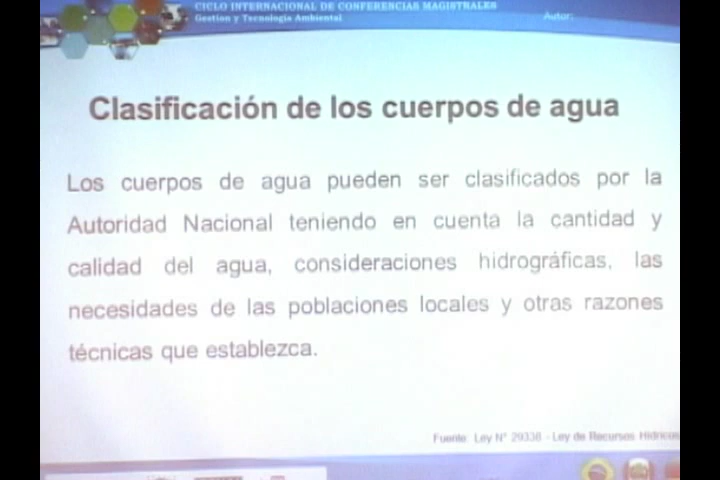 CICLO INTERNACIONAL DE CONFERENCIAS MAGISTRALES
Gestion y Tecnologia Ambiental
Autor:
Clasificación de los cuerpos de agua
Los cuerpos de agua pueden ser clasificados por la
Autoridad Nacional teniendo en cuenta la cantidad y
calidad del agua, consideraciones hidrográficas, las
necesidades de las poblaciones locales y otras razones
técnicas que establezca.
Fuente: Ley N° 29338 - Ley de Recursos Hídricos